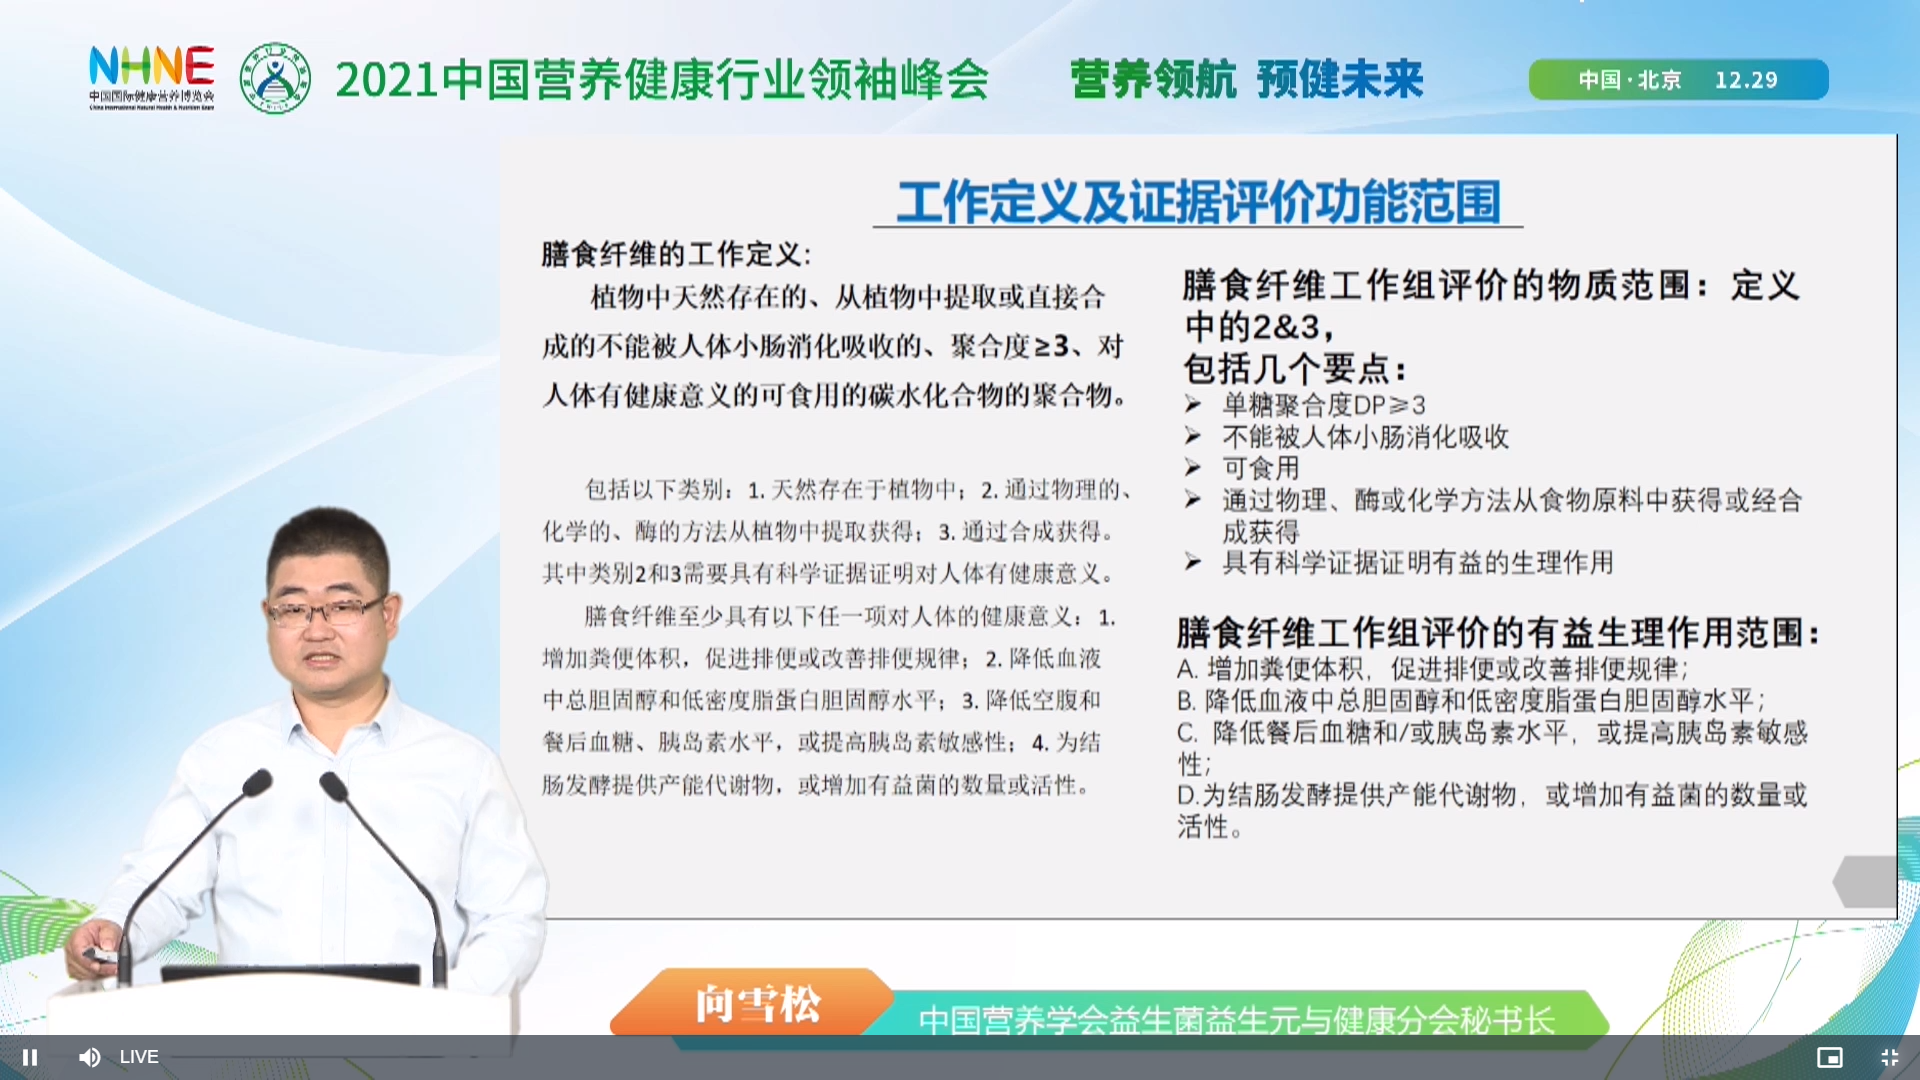 NHNE
中国国际健康营养博览会
China International Natural Health & Nutrition Expo
2021中国营养健康行业领袖峰会
营养领航 预健未来
中国·北京 12.29
工作定义及证据评价功能范围
膳食纤维的工作定义:
植物中天然存在的、从植物中提取或直接合
成的不能被人体小肠消化吸收的、聚合度≥3、对
人体有健康意义的可食用的碳水化合物的聚合物。
包括以下类别：1. 天然存在于植物中；2. 通过物理的、
化学的、酶的方法从植物中提取获得；3. 通过合成获得。
其中类别2和3需要具有科学证据证明对人体有健康意义。
膳食纤维至少具有以下任一项对人体的健康意义：1.
增加粪便体积，促进排便或改善排便规律；2. 降低血液
中总胆固醇和低密度脂蛋白胆固醇水平；3. 降低空腹和
餐后血糖、胰岛素水平，或提高胰岛素敏感性；4. 为结
肠发酵提供产能代谢物，或增加有益菌的数量或活性。
膳食纤维工作组评价的物质范围：定义
中的2&3，
包括几个要点：
➢ 单糖聚合度DP≥3
➢ 不能被人体小肠消化吸收
➢ 可食用
➢ 通过物理、酶或化学方法从食物原料中获得或经合
成获得
➢ 具有科学证据证明有益的生理作用
膳食纤维工作组评价的有益生理作用范围：
A. 增加粪便体积，促进排便或改善排便规律；
B. 降低血液中总胆固醇和低密度脂蛋白胆固醇水平；
C. 降低餐后血糖和/或胰岛素水平，或提高胰岛素敏感
性；
D.为结肠发酵提供产能代谢物，或增加有益菌的数量或
活性。
向雪松
中国营养学会益生菌益生元与健康分会秘书长
LIVE